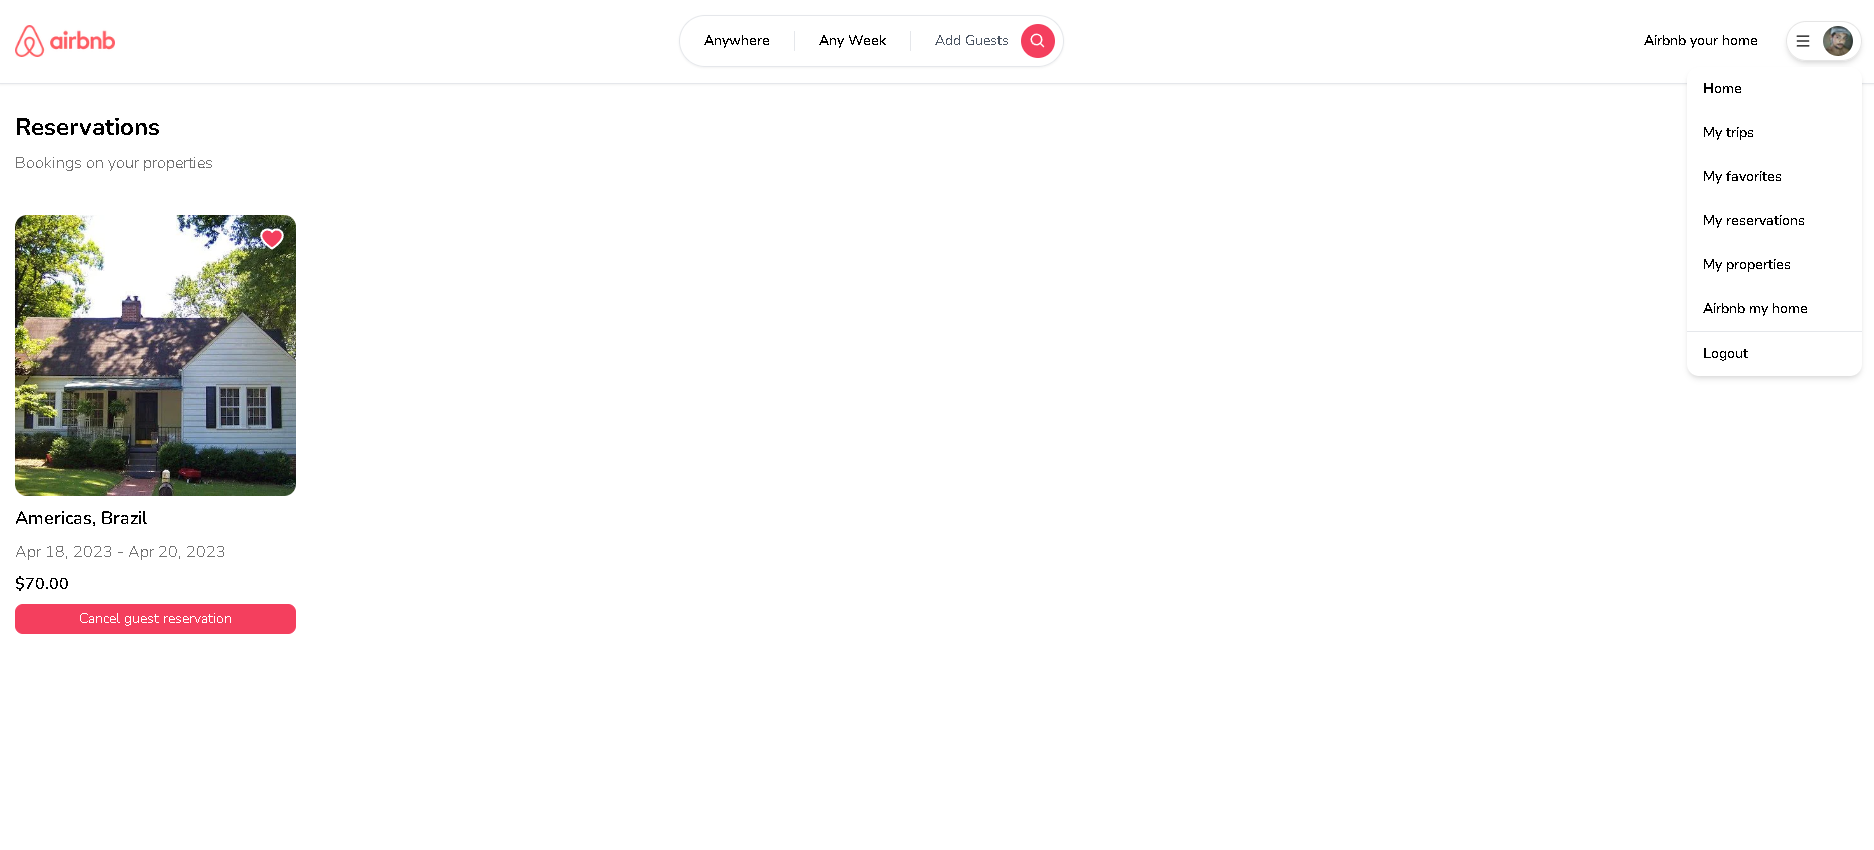 airbnb
Anywhere
Any Week
Add Guests
Airbnb your home
Home
My trips
My favorites
My reservations
My properties
Airbnb my home
Logout
Reservations
Bookings on your properties
Americas, Brazil
Apr 18, 2023 - Apr 20, 2023
$70.00
Cancel guest reservation